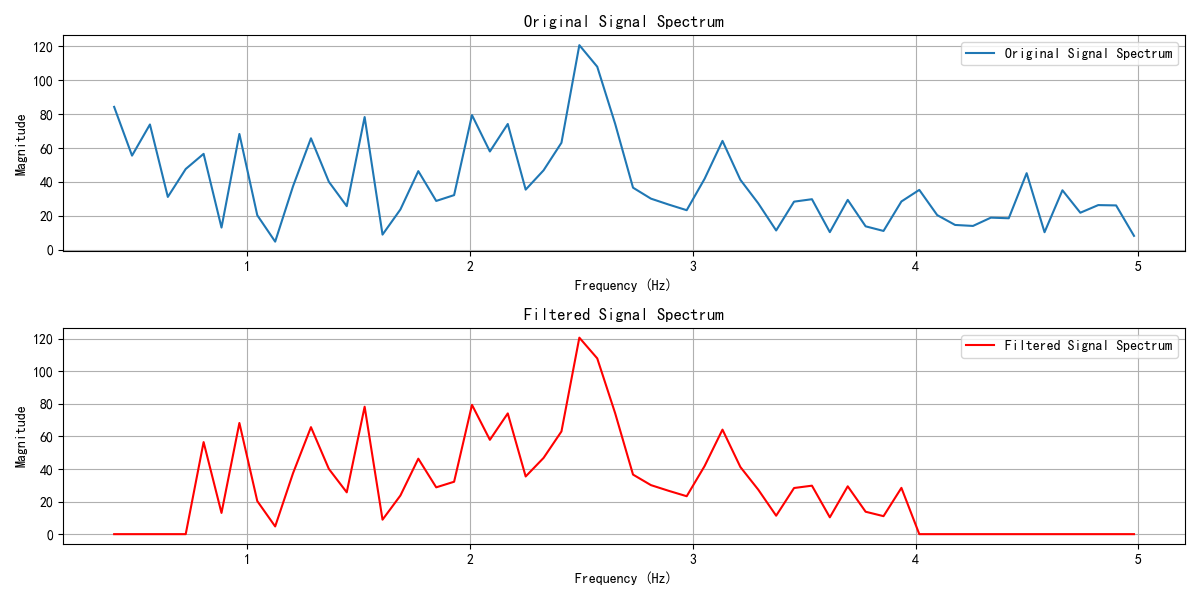 Original Signal Spectrum
120
100
80
60
40
20
0
Magnitude
Original Signal Spectrum
1 2 3 4 5
Frequency (Hz)
Filtered Signal Spectrum
120
100
80
60
40
20
0
Magnitude
Filtered Signal Spectrum
1 2 3 4 5
Frequency (Hz)